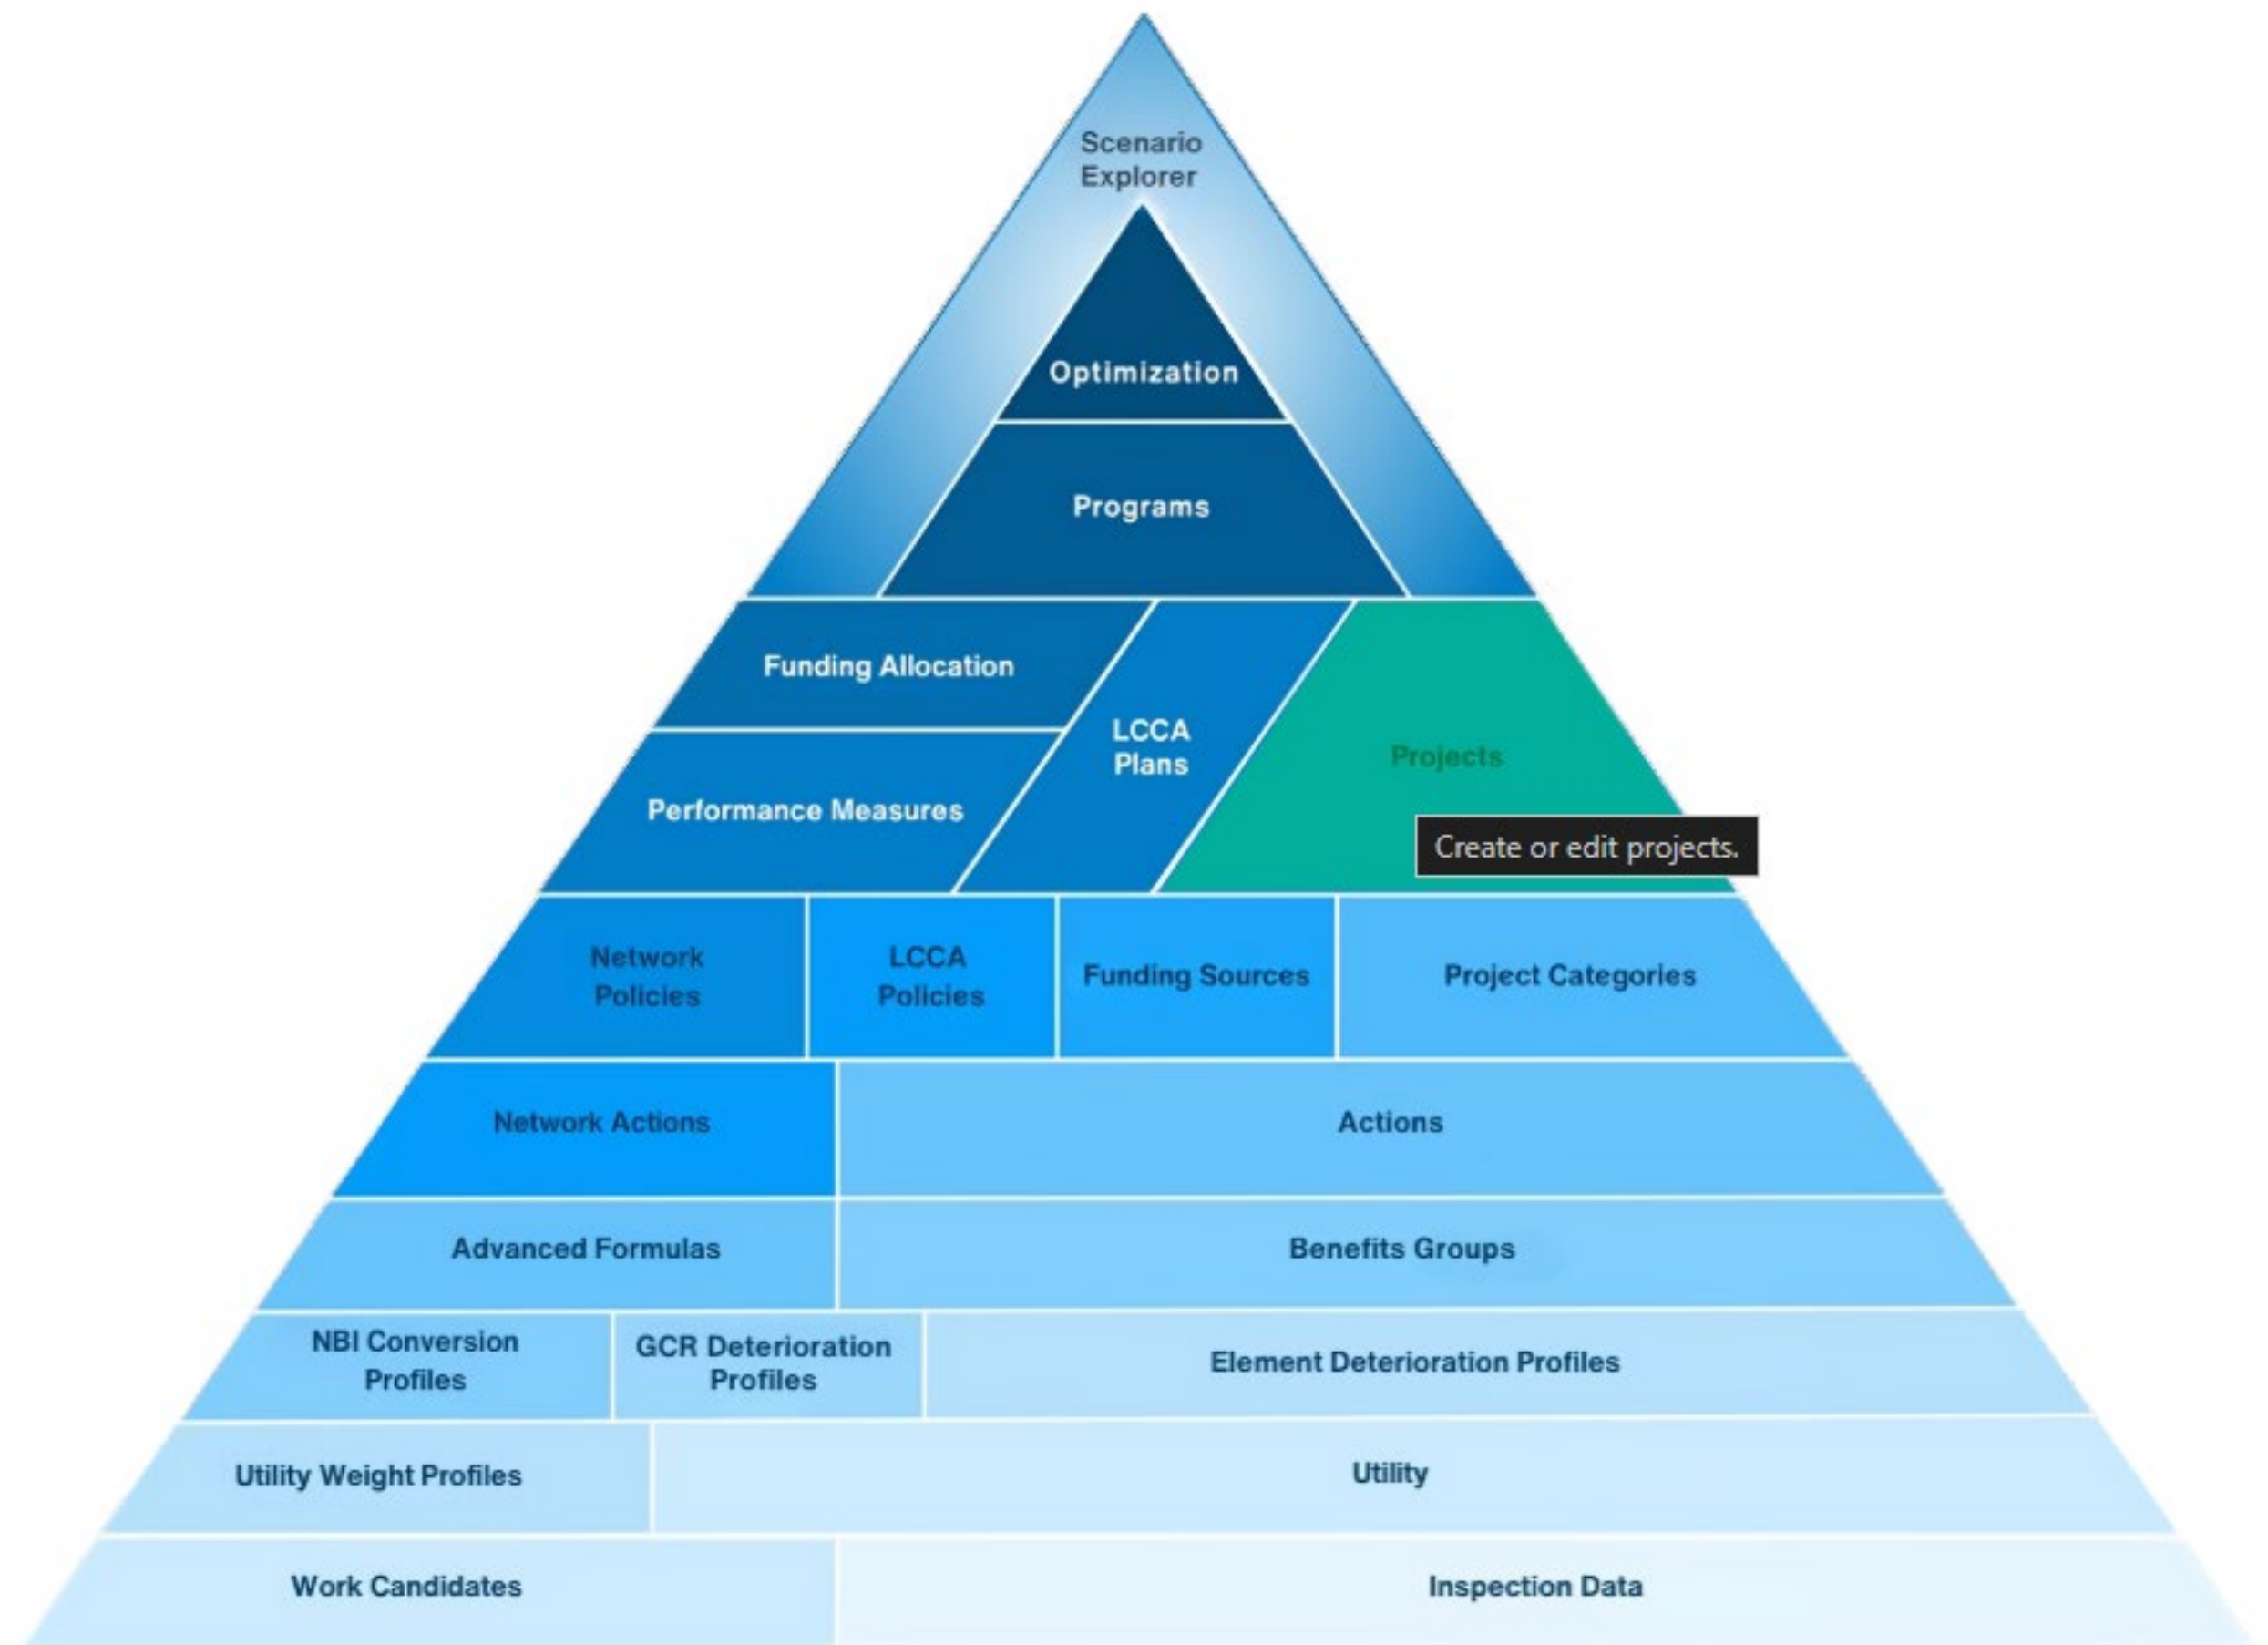 Scenario
Explorer
Optimization
Programs
Funding Allocation
LCCA
Plans
Projects
Performance Measures
Create or edit projects.
Network
Policies
LCCA
Policies
Funding Sources
Project Categories
Network Actions
Actions
Advanced Formulas
Benefits Groups
NBI Conversion
Profiles
GCR Deterioration
Profiles
Element Deterioration Profiles
Utility Weight Profiles
Utility
Work Candidates
Inspection Data